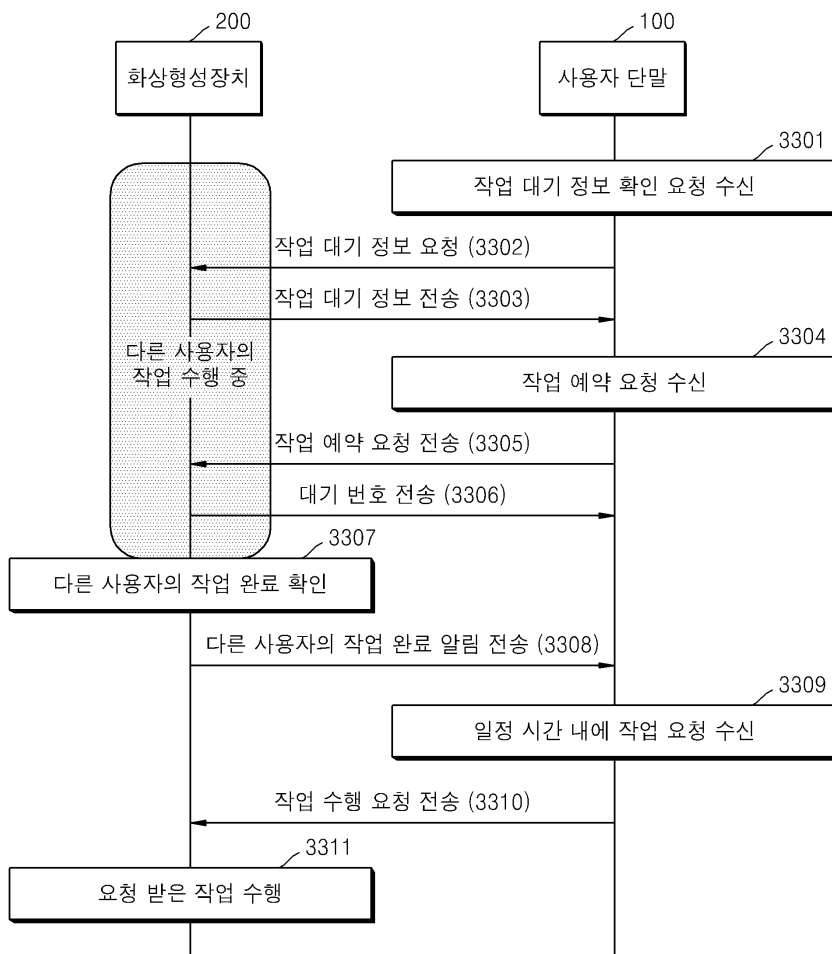 200
100
화상형성장치
사용자 단말
3301
작업 대기 정보 확인 요청 수신
작업 대기 정보 요청 (3302)
작업 대기 정보 전송 (3303)
다른 사용자의
작업 수행 중
3304
작업 예약 요청 수신
작업 예약 요청 전송 (3305)
대기 번호 전송 (3306)
3307
다른 사용자의 작업 완료 확인
다른 사용자의 작업 완료 알림 전송 (3308)
3309
일정 시간 내에 작업 요청 수신
작업 수행 요청 전송 (3310)
3311
요청 받은 작업 수행